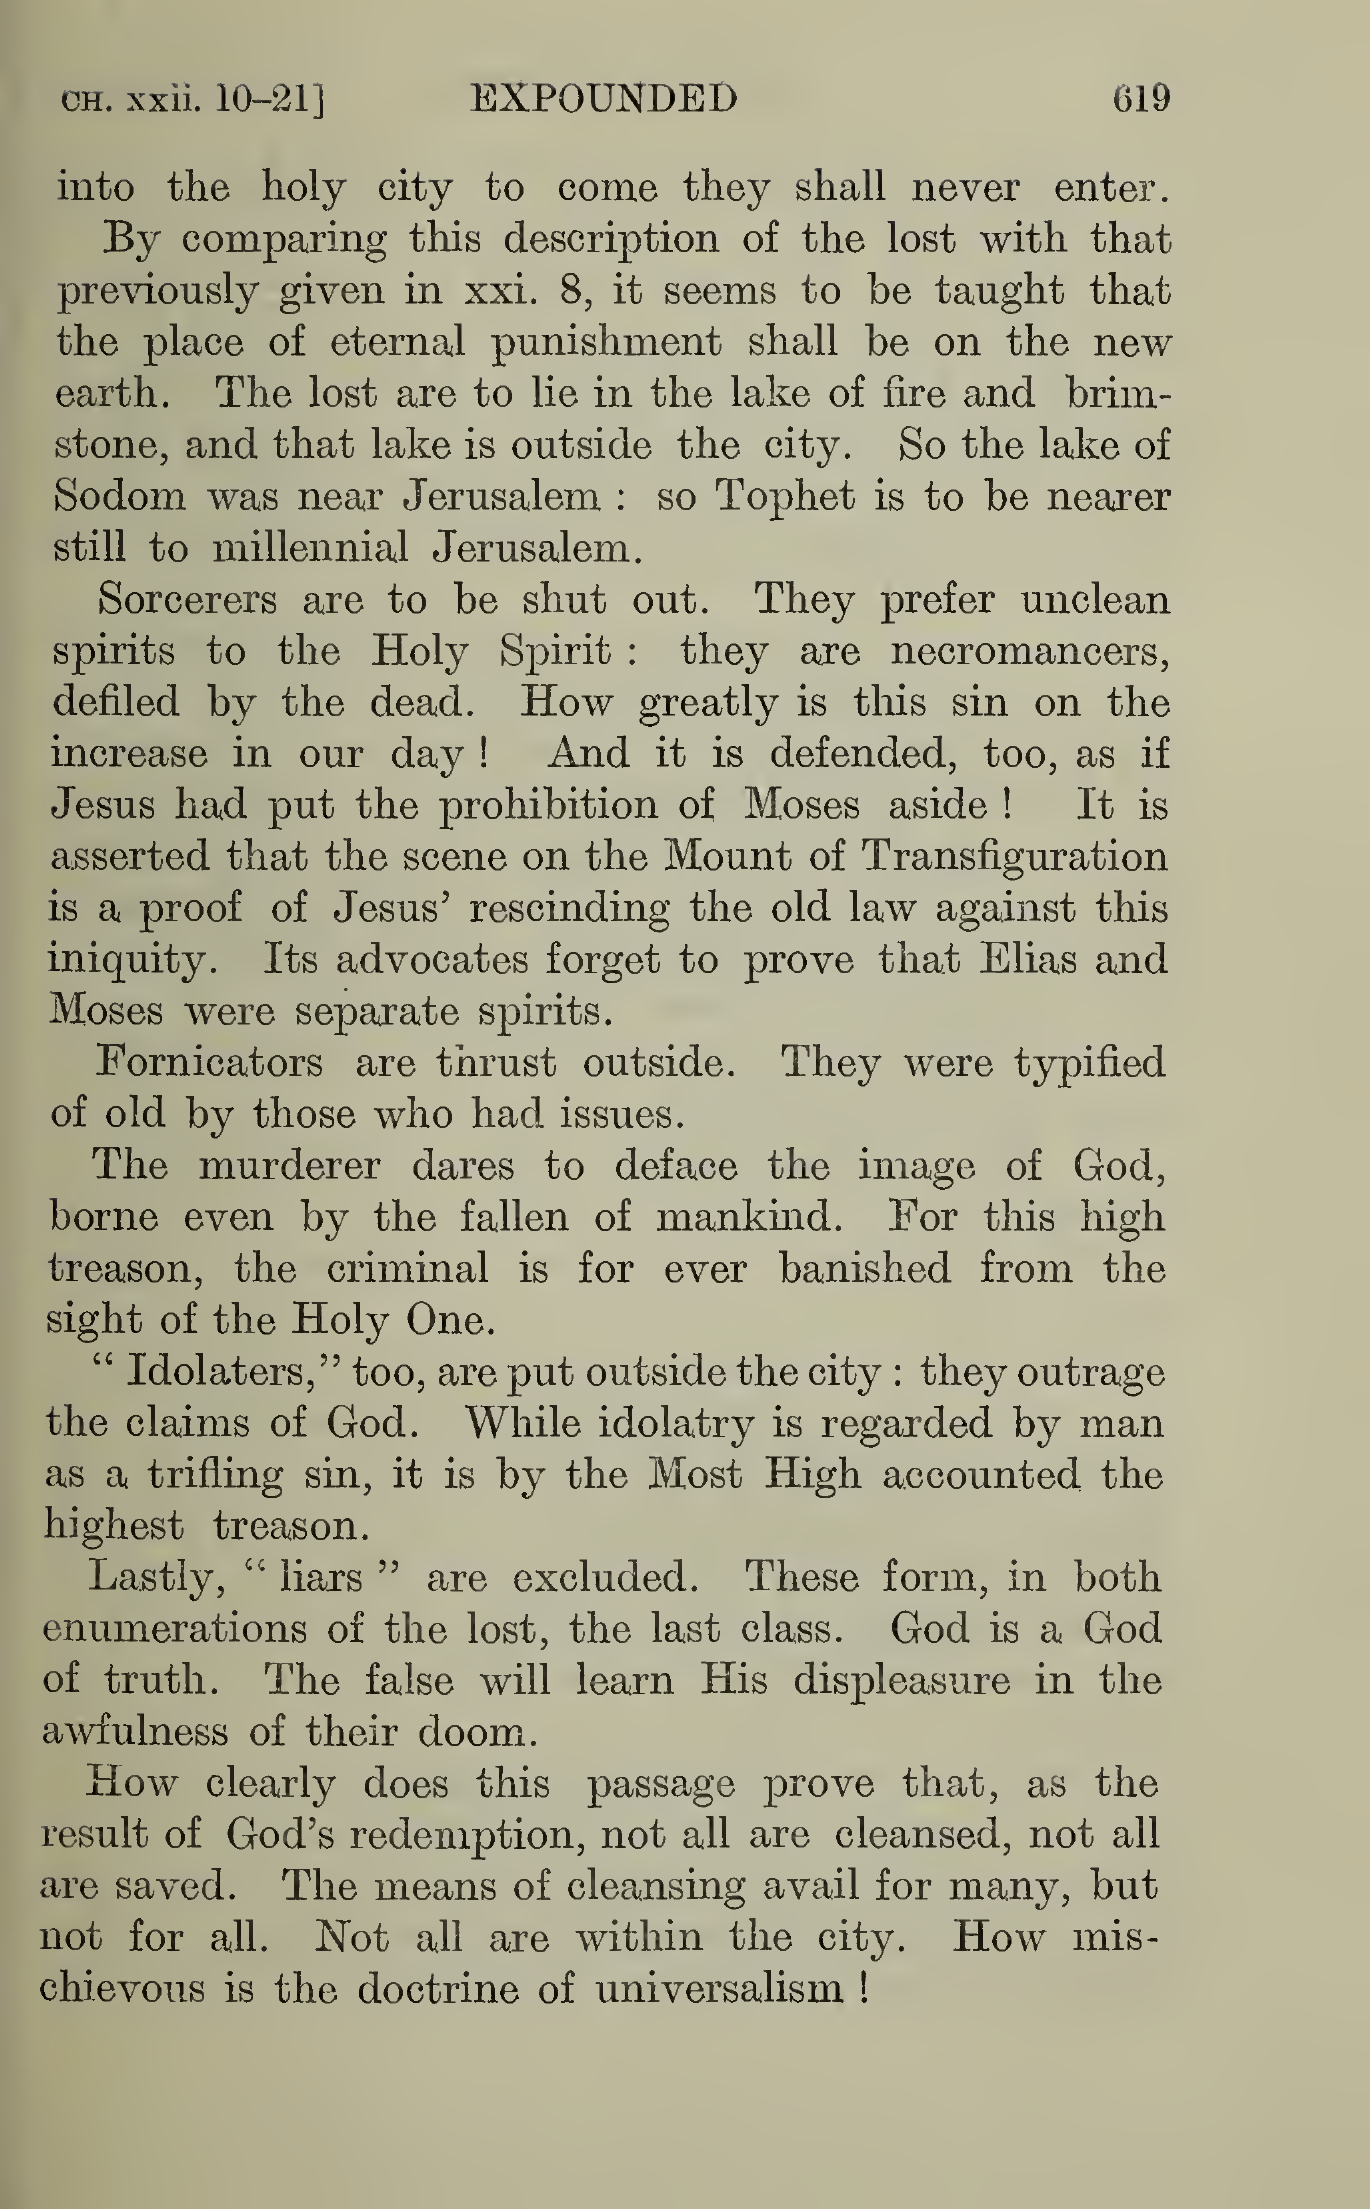 CH. xxii. 10–21] EXPOUNDED 619
into the holy city to come they shall never enter.
By comparing this description of the lost with that
previously given in xxi. 8, it seems to be taught that
the place of eternal punishment shall be on the new
earth. The lost are to lie in the lake of fire and brim-
stone, and that lake is outside the city. So the lake of
Sodom was near Jerusalem : so Tophet is to be nearer
still to millennial Jerusalem.
Sorcerers are to be shut out. They prefer unclean
spirits to the Holy Spirit : they are necromancers,
defiled by the dead. How greatly is this sin on the
increase in our day ! And it is defended, too, as if
Jesus had put the prohibition of Moses aside ! It is
asserted that the scene on the Mount of Transfiguration
is a proof of Jesus’ rescinding the old law against this
iniquity. Its advocates forget to prove that Elias and
Moses were separate spirits.
Fornicators are thrust outside. They were typified
of old by those who had issues.
The murderer dares to deface the image of God,
borne even by the fallen of mankind. For this high
treason, the criminal is for ever banished from the
sight of the Holy One.
“ Idolaters,” too, are put outside the city : they outrage
the claims of God. While idolatry is regarded by man
as a trifling sin, it is by the Most High accounted the
highest treason.
Lastly, “ liars ” are excluded. These form, in both
enumerations of the lost, the last class. God is a God
of truth. The false will learn His displeasure in the
awfulness of their doom.
How clearly does this passage prove that, as the
result of God’s redemption, not all are cleansed, not all
are saved. The means of cleansing avail for many, but
not for all. Not all are within the city. How mis-
chievous is the doctrine of universalism !